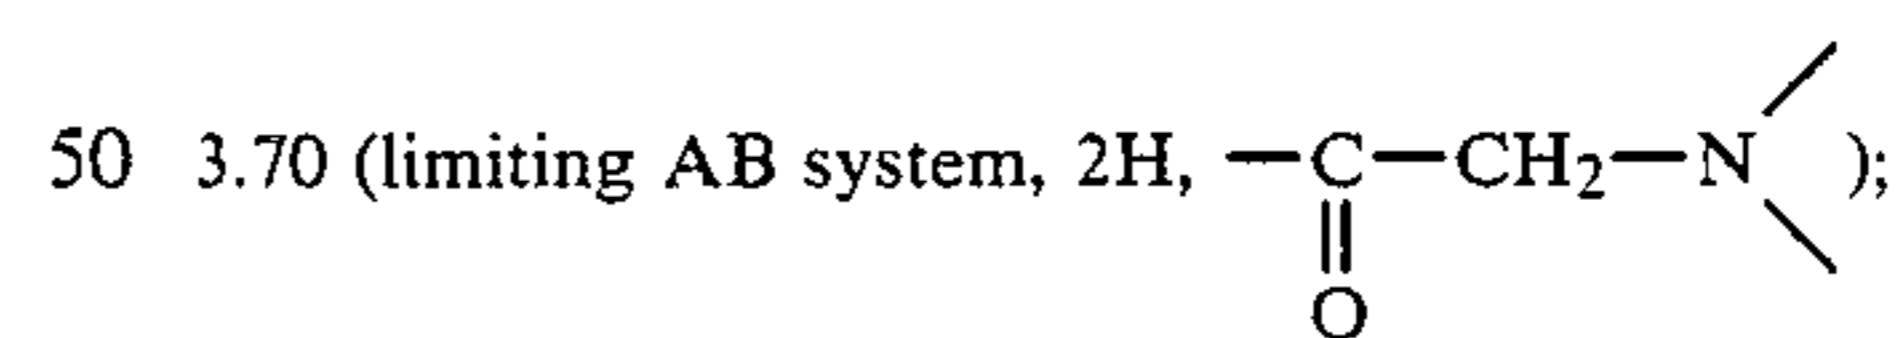 50 3.70 (limiting AB system, 2H, —C—CH₂—N );
O